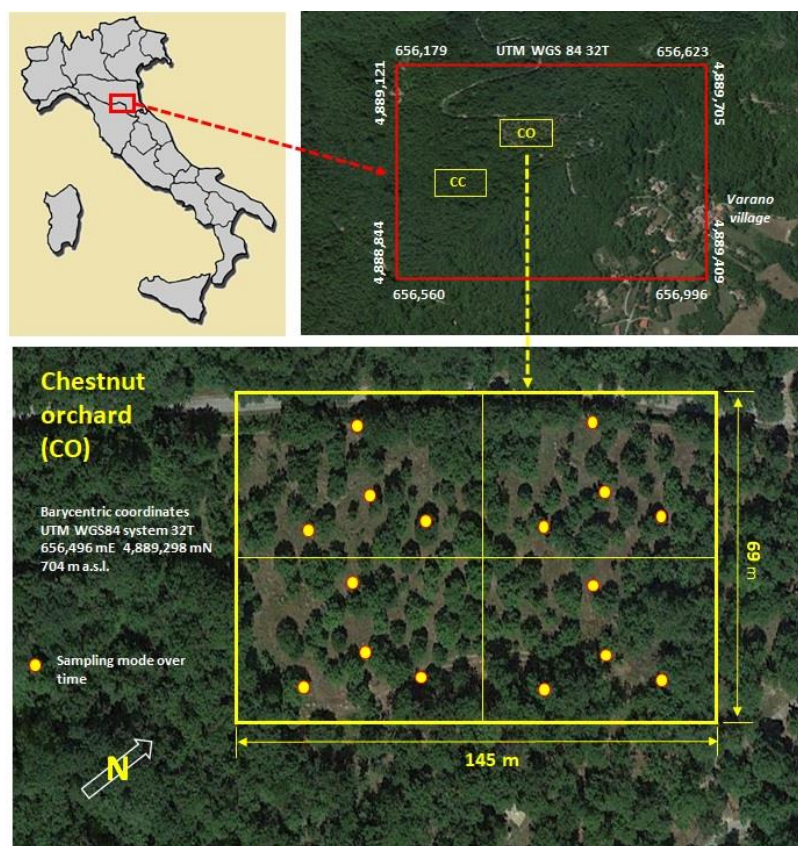 656,179
UTM WGS 84 32T
656,623
4,889,121
4,889,705
CO
CC
Varano
village
4,888,844
4,889,409
656,560
656,996
Chestnut
orchard
(CO)
Barycentric coordinates
UTM WGS84 system 32T
656,496 mE 4,889,298 mN
704 m a.s.l.
69 m
Sampling mode over
time
145 m
N